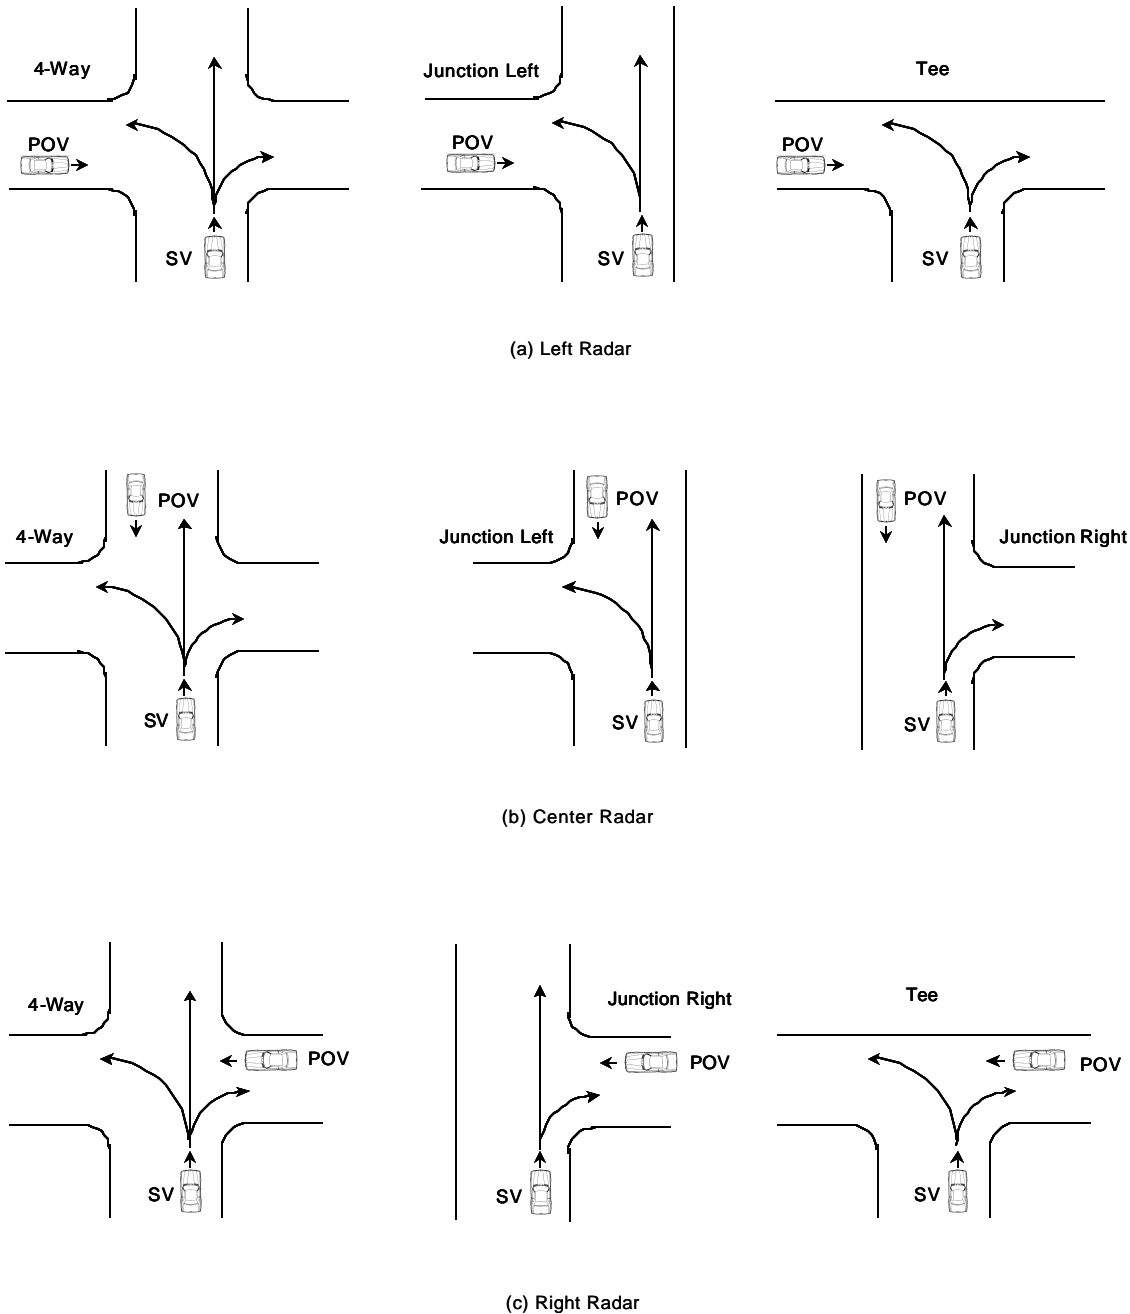 4-Way
Junction Left
Tee
POV
POV
POV
SV
SV
SV
(a) Left Radar
POV
POV
POV
4-Way
Junction Left
Junction Right
SV
SV
SV
(b) Center Radar
4-Way
Junction Right
Tee
POV
POV
POV
SV
SV
SV
(c) Right Radar